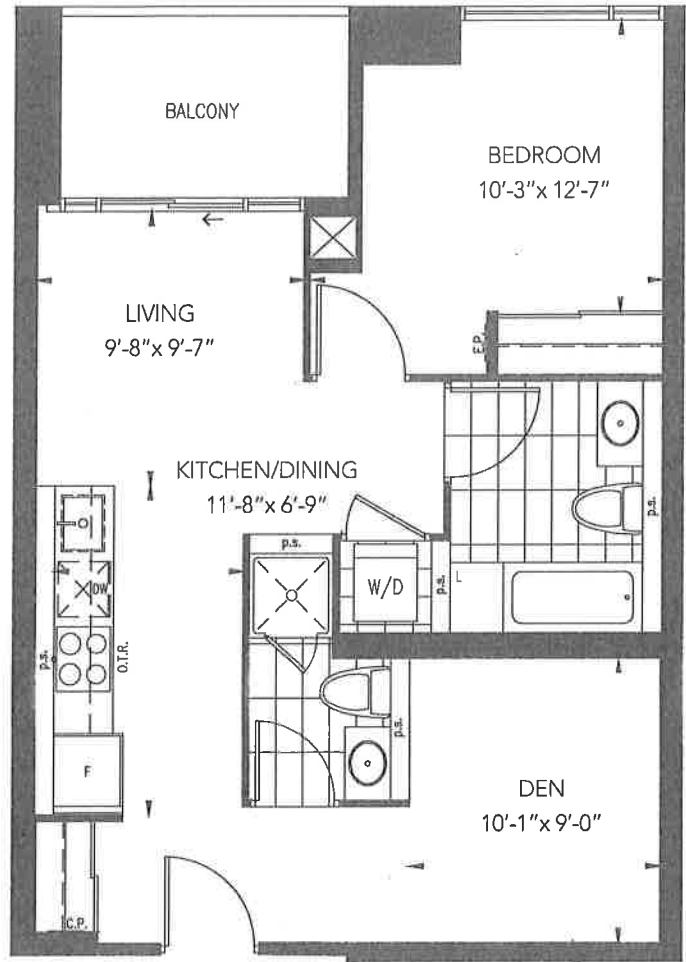 BALCONY
BEDROOM
10'-3"x 12'-7"
LIVING
9'-8"x 9'-7"
E.P.
KITCHEN/DINING
11'-8"x 6'-9"
p.s.
p.s.
W/D
p.s.
L
DW
O.T.R.
p.s.
F
p.s.
DEN
10'-1"x 9'-0"
C.P.